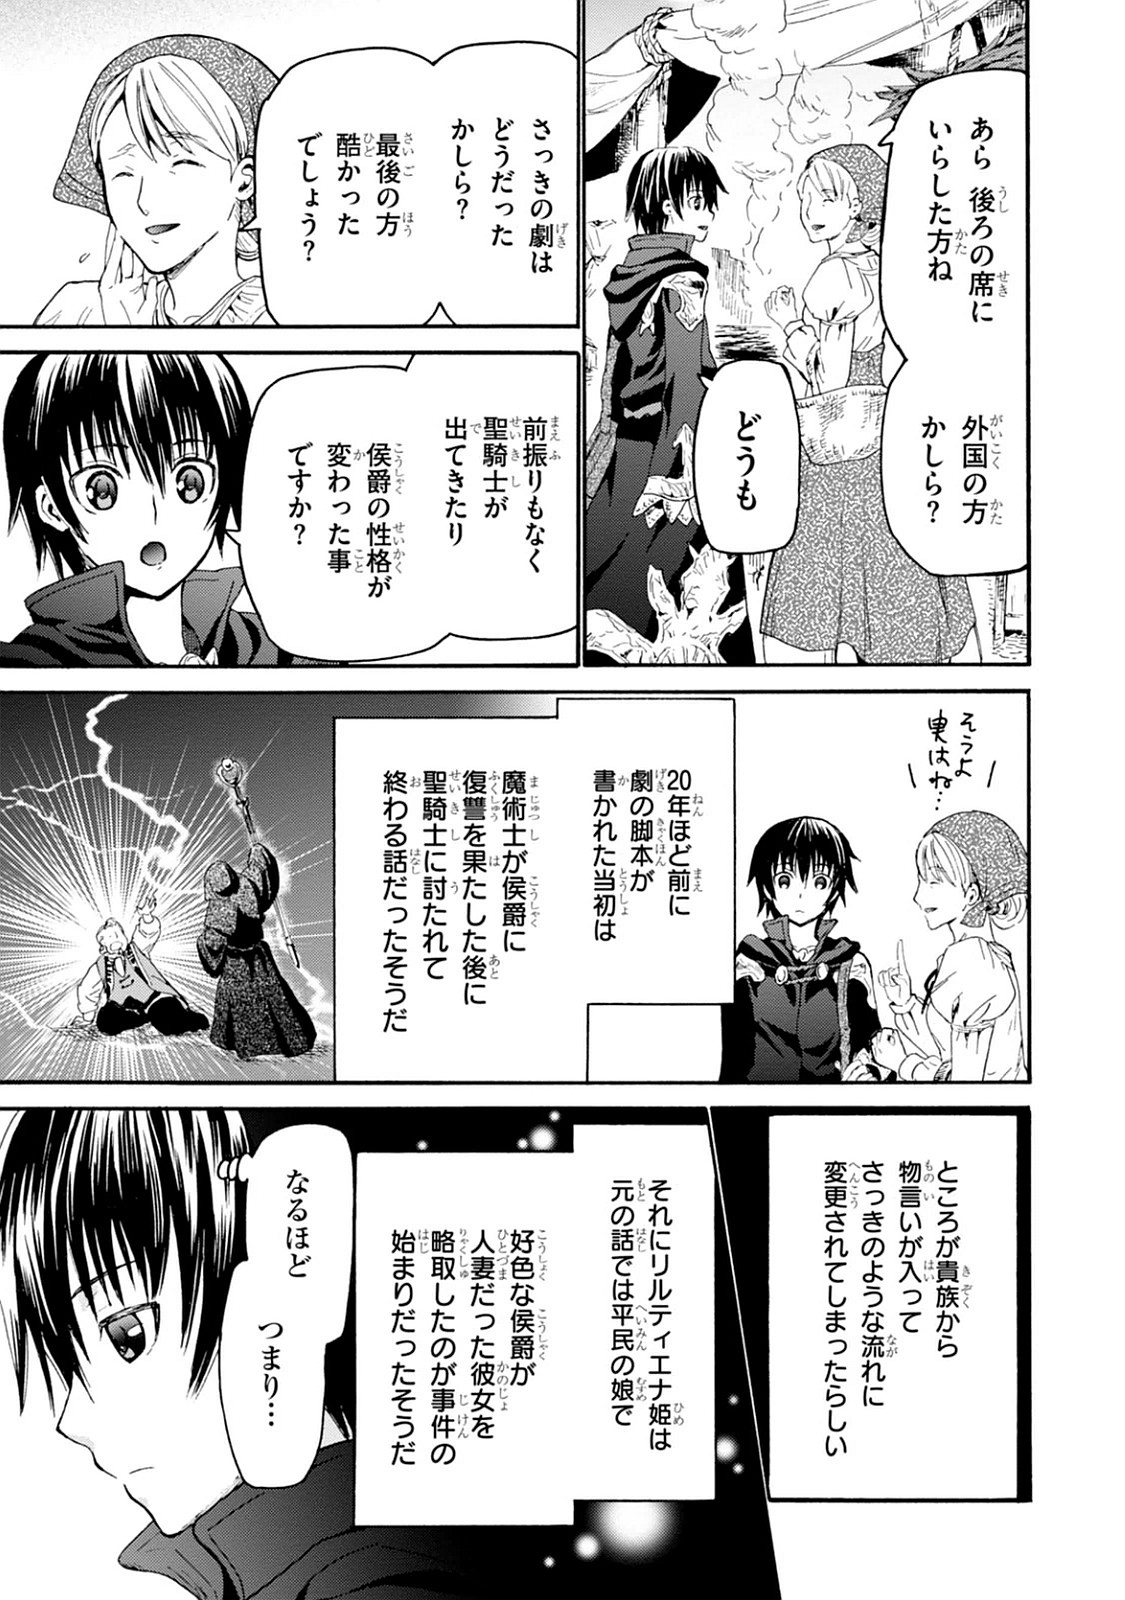 あら 後ろの席に
いらした方ね
外国の方
かしら?
どうも
さっきの劇は
どうだった
かしら?
最後の方
酷かった
でしょう?
前振りもなく
聖騎士が
出てきたり
侯爵の性格が
変わった事
ですか?
そうよ
実はね…
20年ほど前に
劇の脚本が
書かれた当初は
魔術士が侯爵に
復讐を果たした後に
聖騎士に討たれて
終わる話だったそうだ
ところが貴族から
物言いが入って
さっきのような流れに
変更されてしまったらしい
それにリルティエナ姫は
元の話では平民の娘で
好色な侯爵が
人妻だった彼女を
略取したのが事件の
始まりだったそうだ
なるほど
つまり…